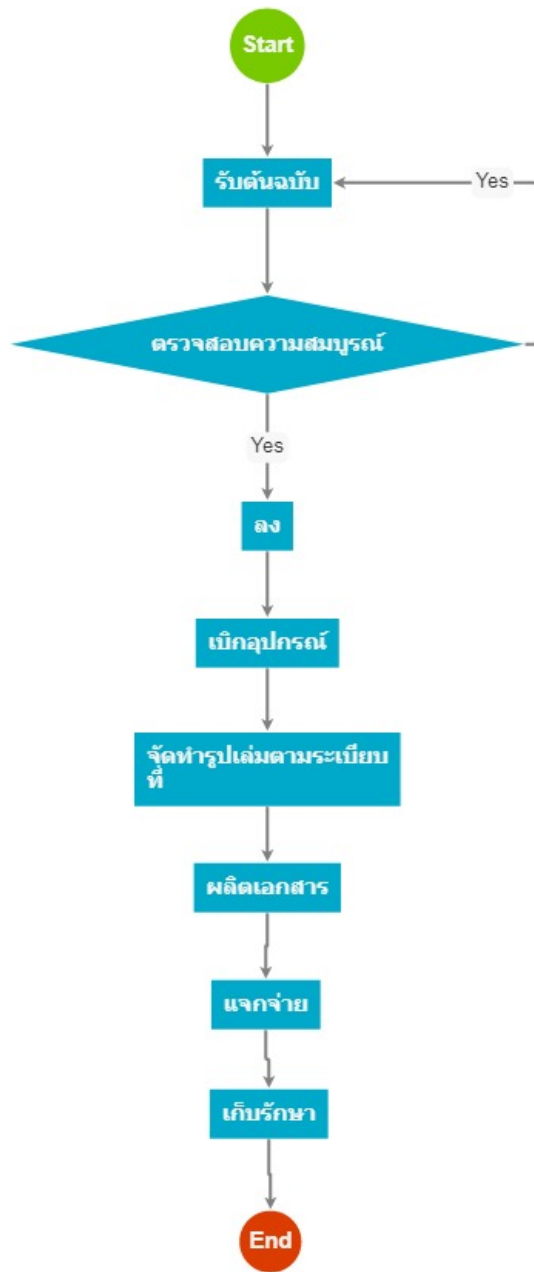 Start
รับต้นฉบับ
Yes
ตรวจสอบความสมบูรณ์
Yes
ลง
เบิกอุปกรณ์
จัดทำรูปเล่มตามระเบียบ
ที่
ผลิตเอกสาร
แจกจ่าย
เก็บรักษา
End